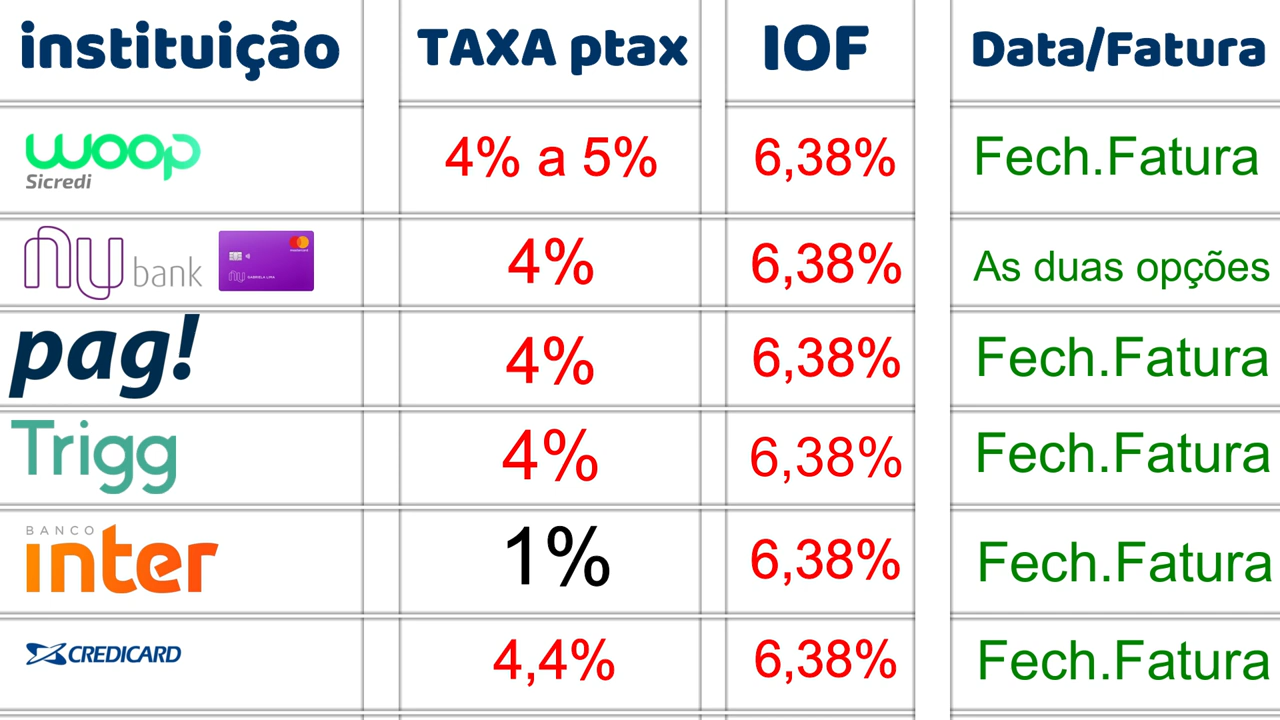 instituição TAXA ptax IOF Data/Fatura
woop 4% a 5% 6,38% Fech.Fatura
Sicredi
nu bank 4% 6,38% As duas opções
pag! 4% 6,38% Fech.Fatura
Trigg 4% 6,38% Fech.Fatura
BANCO
inter 1% 6,38% Fech.Fatura
CREDICARD 4,4% 6,38% Fech.Fatura